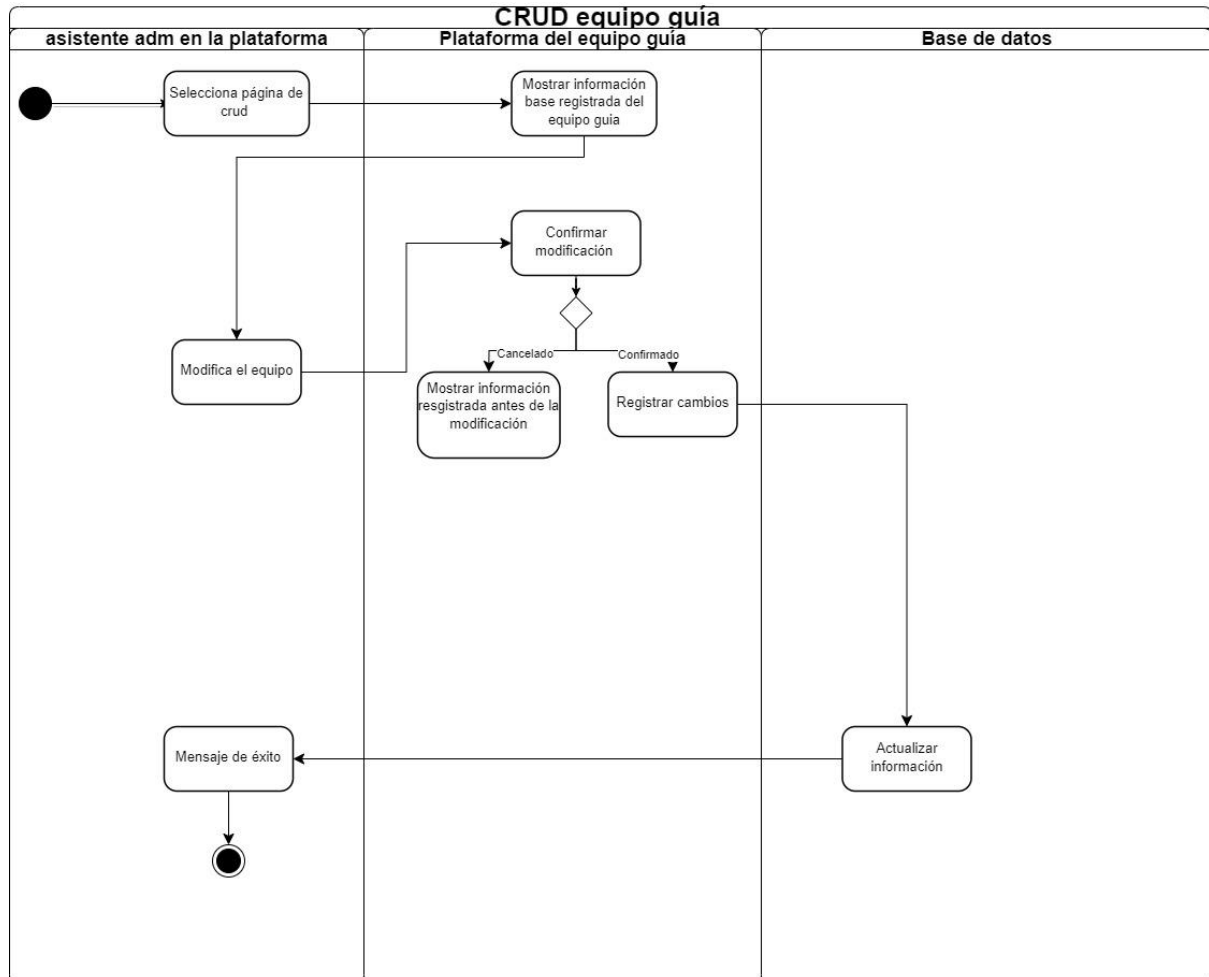 CRUD equipo guía
asistente adm en la plataforma
Plataforma del equipo guía
Base de datos
Selecciona página de
crud
Mostrar información
base registrada del
equipo guia
Confirmar
modificación
Modifica el equipo
Cancelado
Confirmado
Mostrar información
resgistrada antes de la
modificación
Registrar cambios
Mensaje de éxito
Actualizar
información